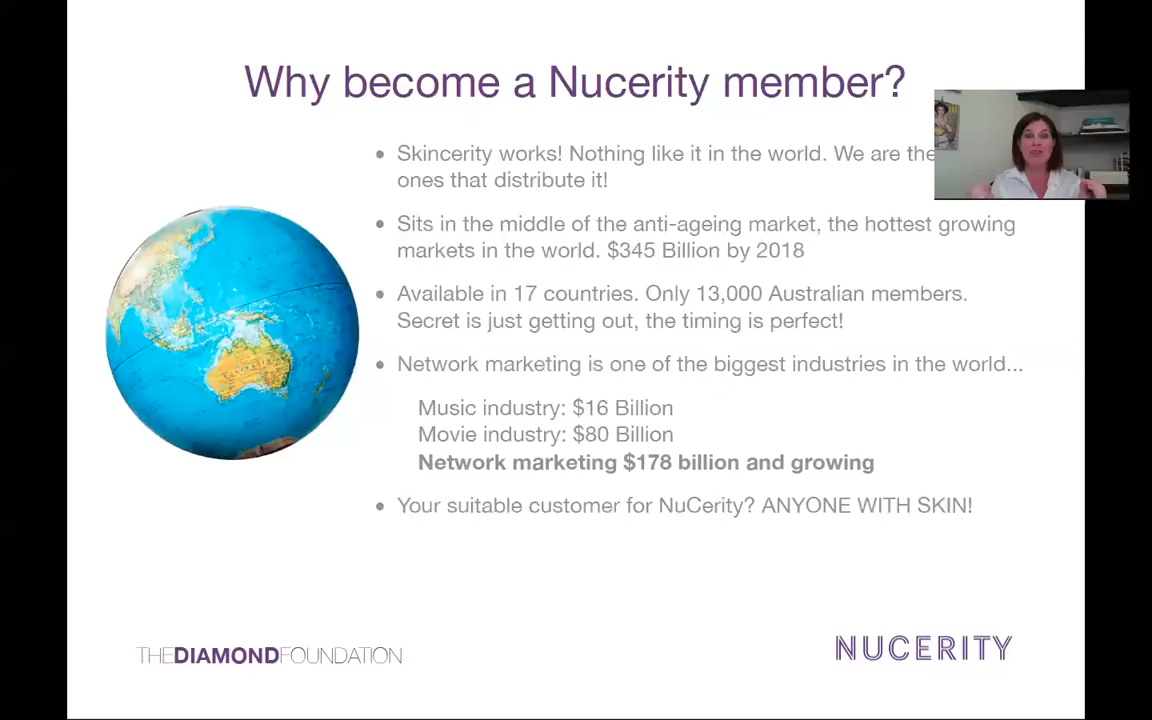 Why become a Nucerity member?
• Skincerity works! Nothing like it in the world. We are the
ones that distribute it!
• Sits in the middle of the anti-ageing market, the hottest growing
markets in the world. $345 Billion by 2018
• Available in 17 countries. Only 13,000 Australian members.
Secret is just getting out, the timing is perfect!
• Network marketing is one of the biggest industries in the world...
Music industry: $16 Billion
Movie industry: $80 Billion
Network marketing $178 billion and growing
• Your suitable customer for NuCerity? ANYONE WITH SKIN!
THEDIAMONDFOUNDATION
NUCERITY